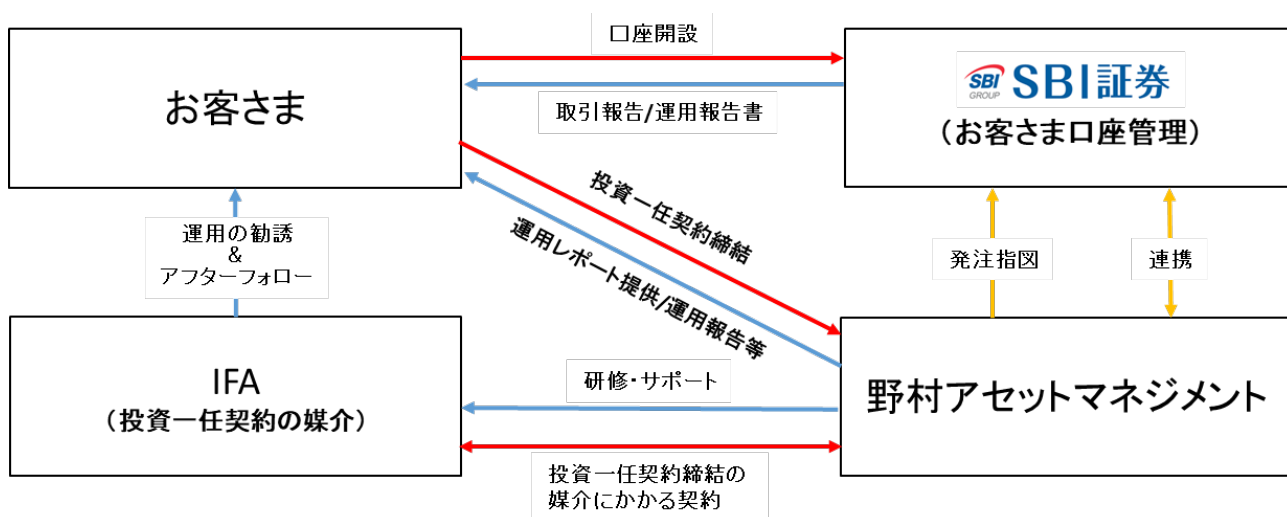 口座開設
お客さま
SBI GROUP SBI証券
(お客さま口座管理)
取引報告/運用報告書
投資一任契約締結
運用レポート提供/運用報告等
運用の勧誘
&
アフターフォロー
発注指図
連携
IFA
(投資一任契約の媒介)
研修・サポート
野村アセットマネジメント
投資一任契約締結の
媒介にかかる契約